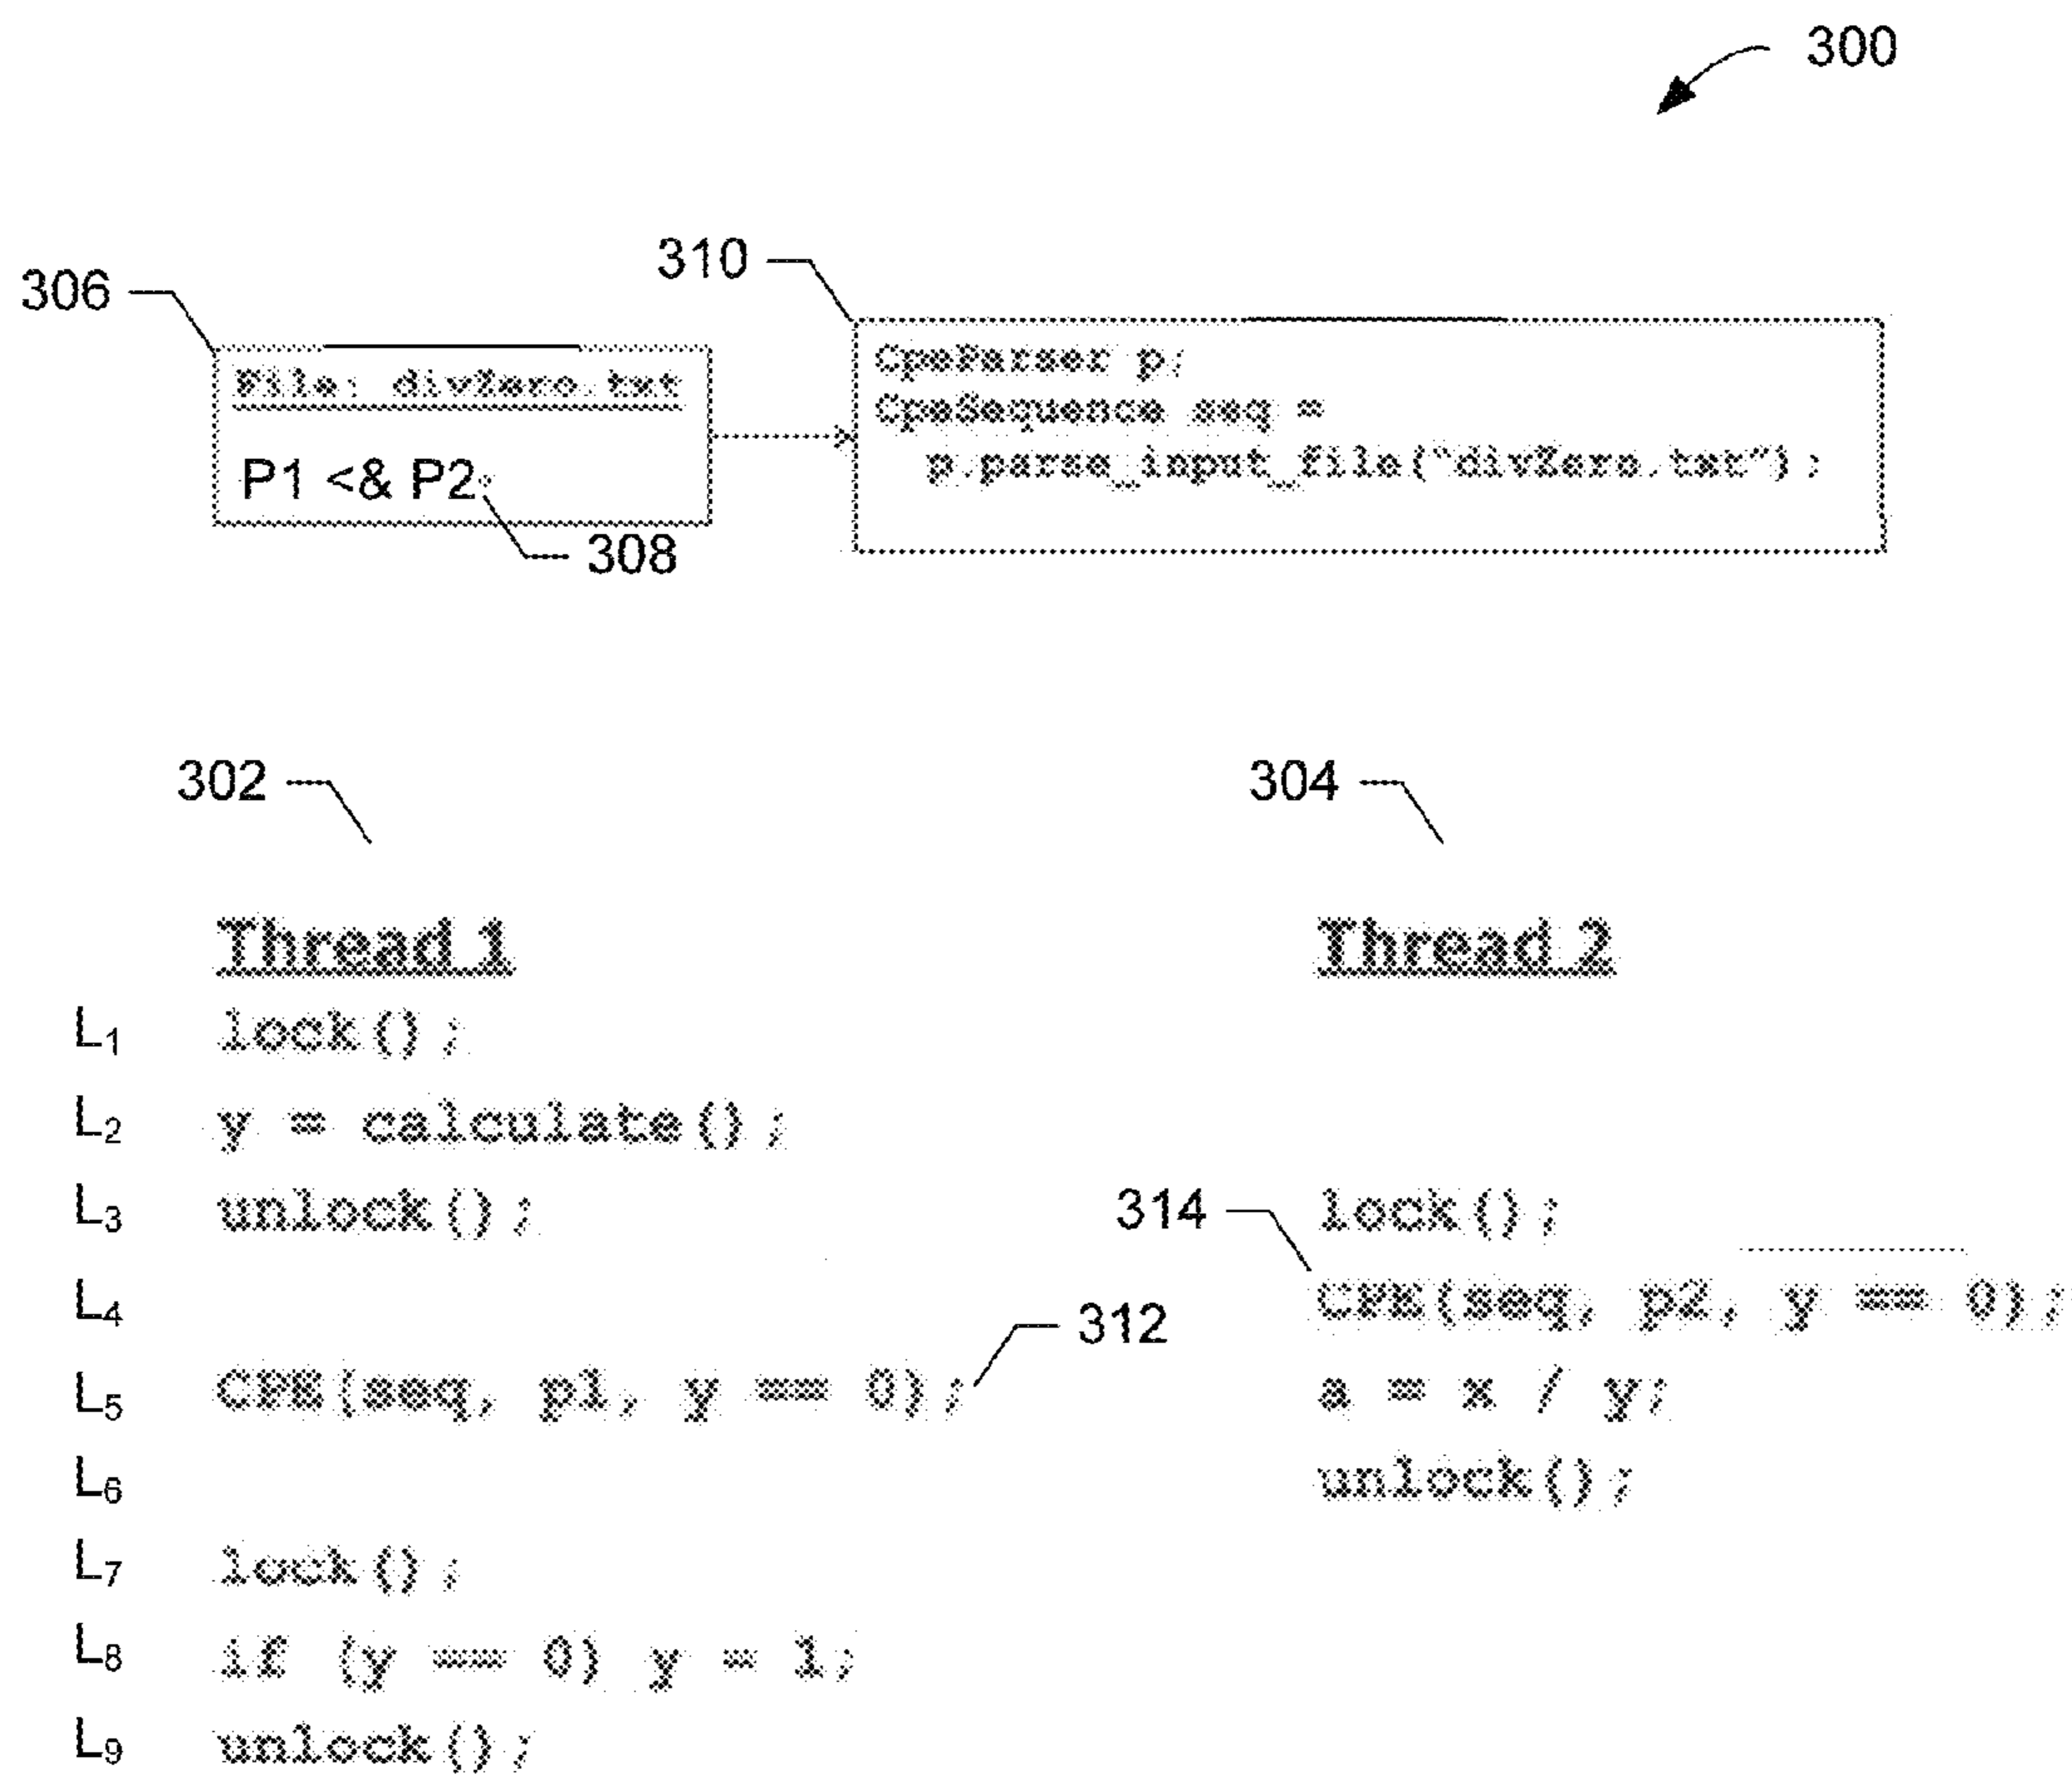 300
310
306
File: divZero.txt
P1 <& P2
308
CpeParser p;
CpeSequence seq =
p.parse_input_file("divZero.txt");
302
304
Thread 1
Thread 2
L1 lock();
L2 y = calculate();
L3 unlock();
314
lock();
L4 CPE(seq, p2, y == 0);
312
L5 CPE(seq, p1, y == 0); a = x / y;
L6 unlock();
L7 lock();
L8 if (y == 0) y = 1;
L9 unlock();